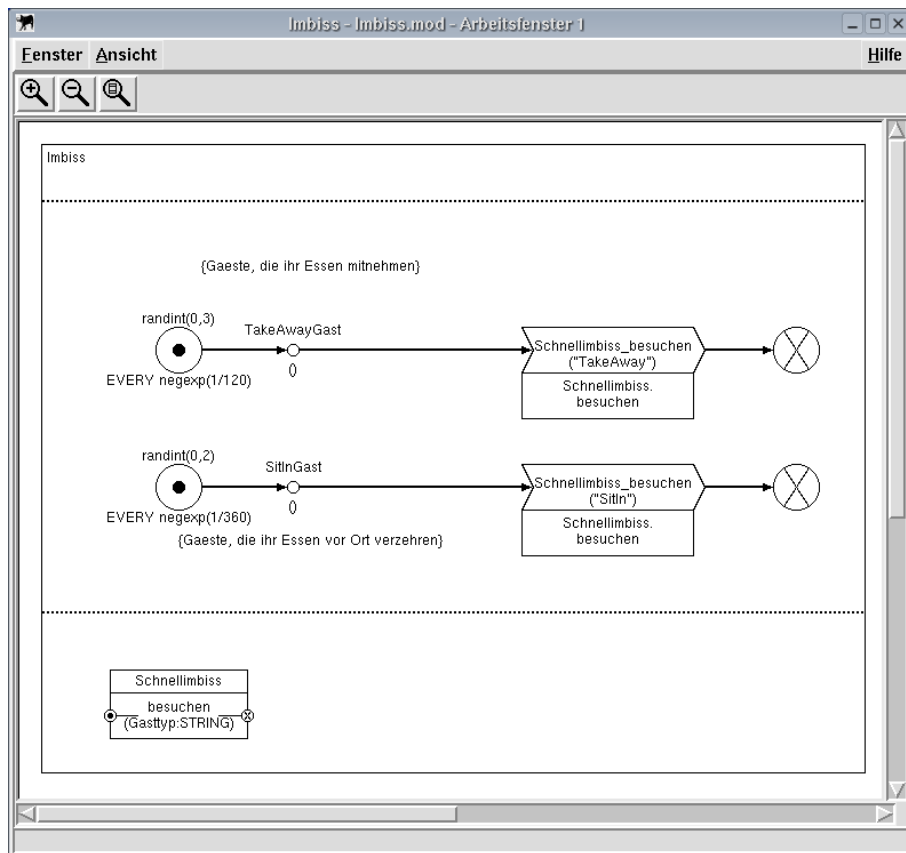 Imbiss - Imbiss.mod - Arbeitsfenster 1
Fenster Ansicht Hilfe
Imbiss
{Gaeste, die ihr Essen mitnehmen}
randint(0,3)
TakeAwayGast
()
EVERY negexp(1/120)
Schnellimbiss_besuchen
("TakeAway")
Schnellimbiss.
besuchen
randint(0,2)
SitInGast
()
EVERY negexp(1/360)
Schnellimbiss_besuchen
("SitIn")
Schnellimbiss.
besuchen
{Gaeste, die ihr Essen vor Ort verzehren}
Schnellimbiss
besuchen
(Gasttyp:STRING)